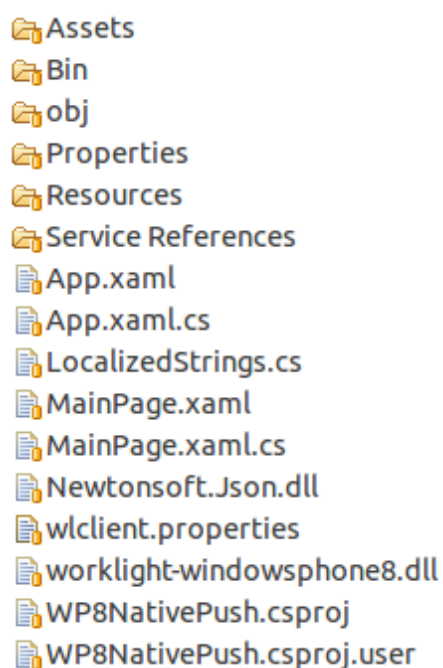 Assets
Bin
obj
Properties
Resources
Service References
App.xaml
App.xaml.cs
LocalizedStrings.cs
MainPage.xaml
MainPage.xaml.cs
Newtonsoft.Json.dll
wlclient.properties
worklight-windowsphone8.dll
WP8NativePush.csproj
WP8NativePush.csproj.user